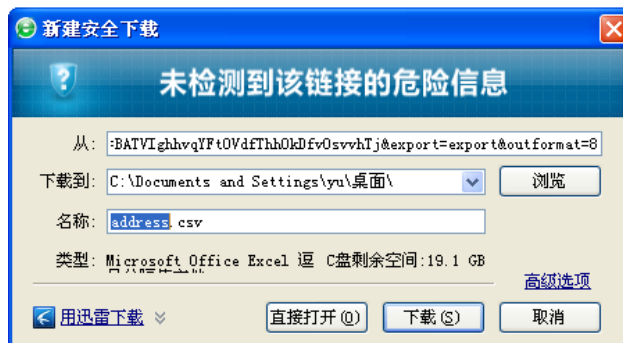 新建安全下载
未检测到该链接的危险信息
从: =BATVIghhvqYFtOVdfThhOkDfvOsvvhTj&export=export&outformat=8
下载到: C:\Documents and Settings\yu\桌面\ 浏览
名称: address.csv
类型: Microsoft Office Excel 逗 C盘剩余空间:19.1 GB
高级选项
用迅雷下载 直接打开(O) 下载(S) 取消